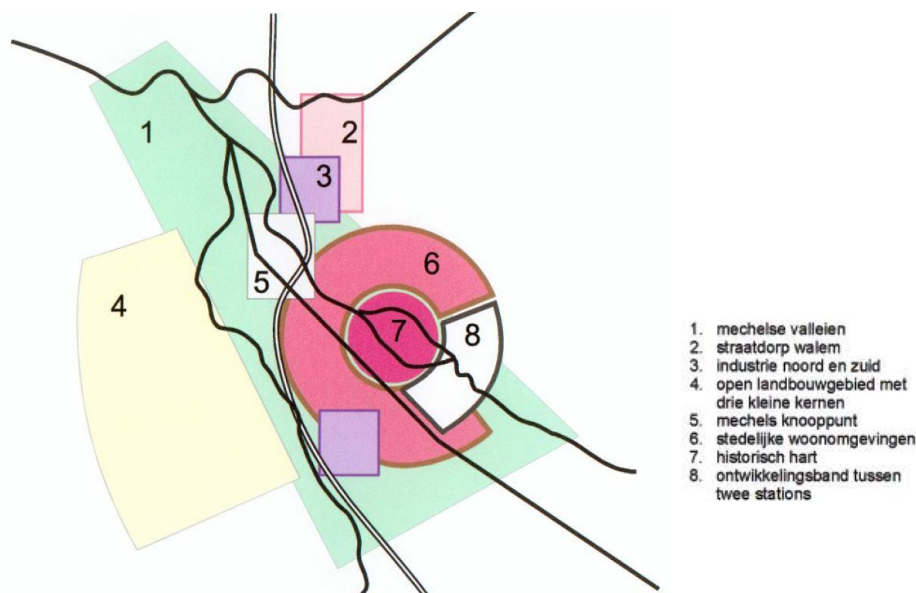 1
2
3
4
5
6
7
8
1. mechelse valleien
2. straatdorp walem
3. industrie noord en zuid
4. open landbouwgebied met
drie kleine kernen
5. mechels knooppunt
6. stedelijke woonomgevingen
7. historisch hart
8. ontwikkelingsband tussen
twee stations